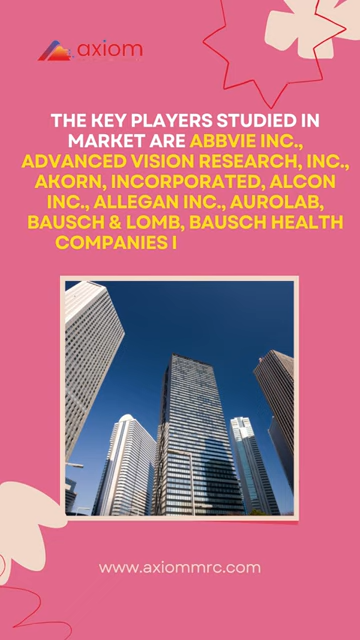 axiom
THE KEY PLAYERS STUDIED IN
MARKET ARE ABBVIE INC.,
ADVANCED VISION RESEARCH, INC.,
AKORN, INCORPORATED, ALCON
INC., ALLEGAN INC., AUROLAB,
BAUSCH & LOMB, BAUSCH HEALTH
COMPANIES I
www.axiommrc.com